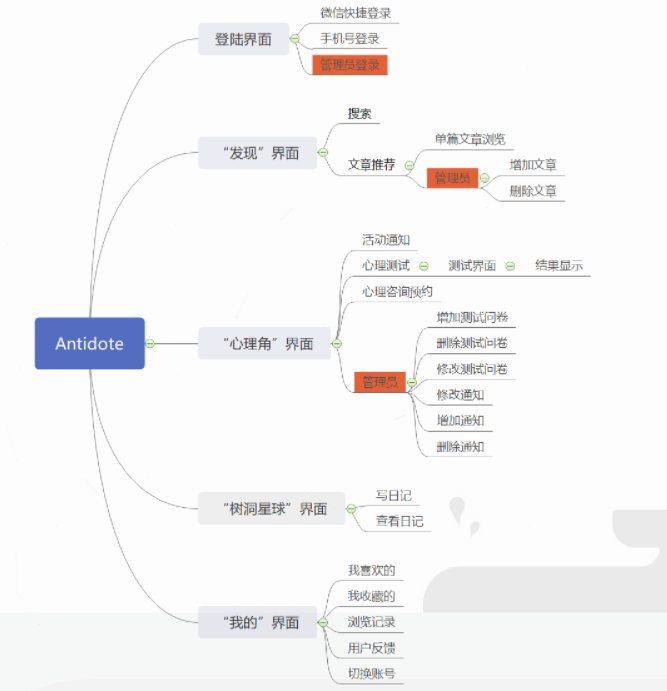 Antidote
登陆界面
微信快捷登录
手机号登录
管理员登录
“发现”界面
搜索
文章推荐
单篇文章浏览
管理员
增加文章
删除文章
“心理角”界面
活动通知
心理测试
测试界面
结果显示
心理咨询预约
管理员
增加测试问卷
删除测试问卷
修改测试问卷
修改通知
增加通知
删除通知
“树洞星球”界面
写日记
查看日记
“我的”界面
我喜欢的
我收藏的
浏览记录
用户反馈
切换账号